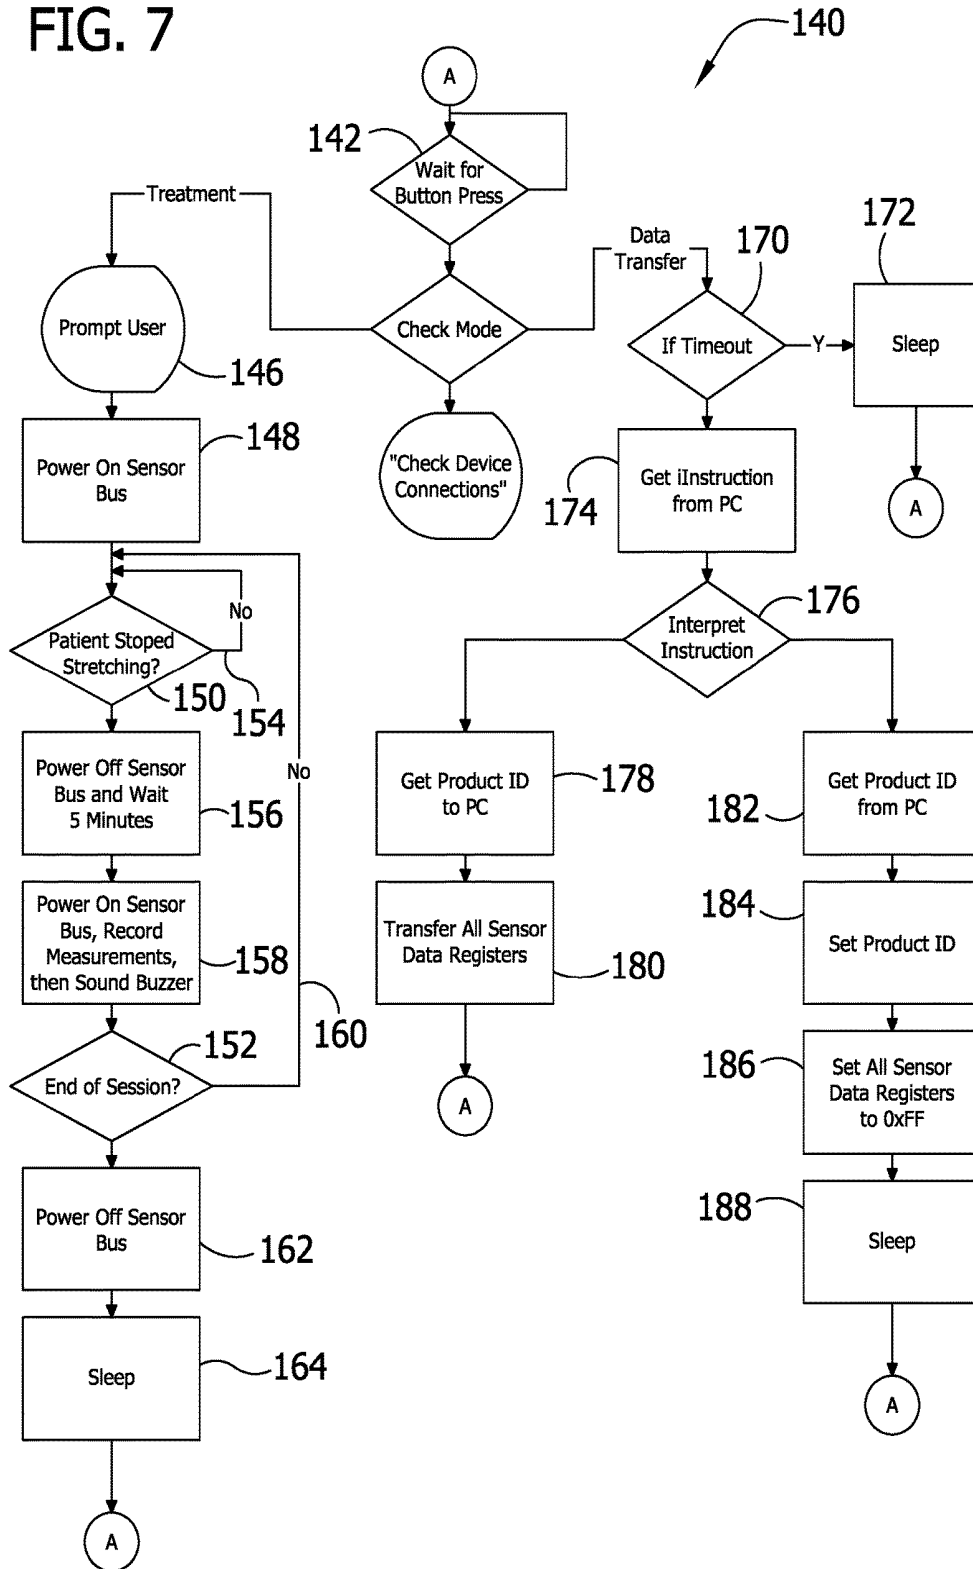 FIG. 7
140
A
142
Wait for
Button Press
Treatment
Data
Transfer
170
172
Prompt User
Check Mode
If Timeout
Y
Sleep
146
148
Power On Sensor
Bus
"Check Device
Connections"
174
Get iInstruction
from PC
A
No
Patient Stoped
Stretching?
150
154
Interpret
Instruction
176
Power Off Sensor
Bus and Wait
5 Minutes
156
No
Get Product ID
to PC
178
182
Get Product ID
from PC
Power On Sensor
Bus, Record
Measurements,
then Sound Buzzer
158
Transfer All Sensor
Data Registers
180
184
Set Product ID
152
160
End of Session?
A
186
Set All Sensor
Data Registers
to 0xFF
Power Off Sensor
Bus
162
188
Sleep
Sleep
164
A
A